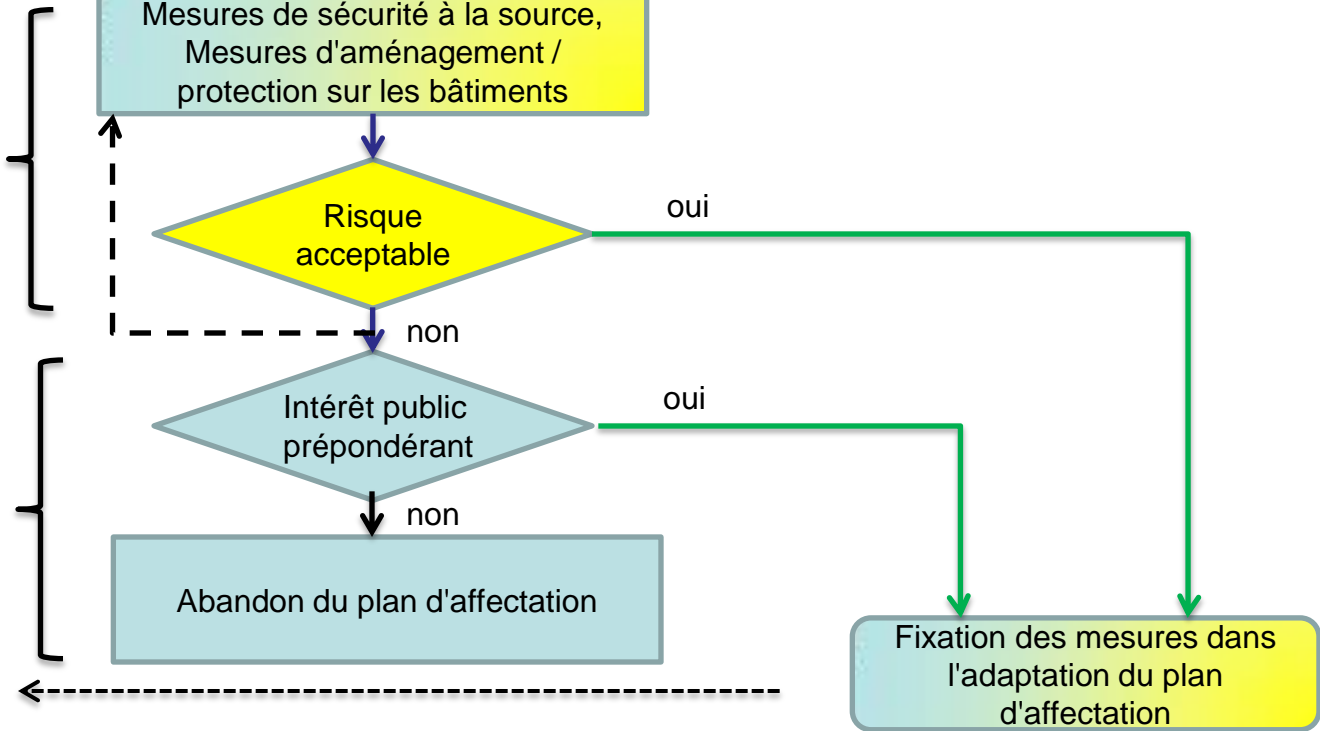 Mesures de sécurité à la source,
Mesures d'aménagement /
protection sur les bâtiments
Risque
acceptable
oui
non
Intérêt public
prépondérant
oui
non
Abandon du plan d'affectation
Fixation des mesures dans
l'adaptation du plan
d'affectation